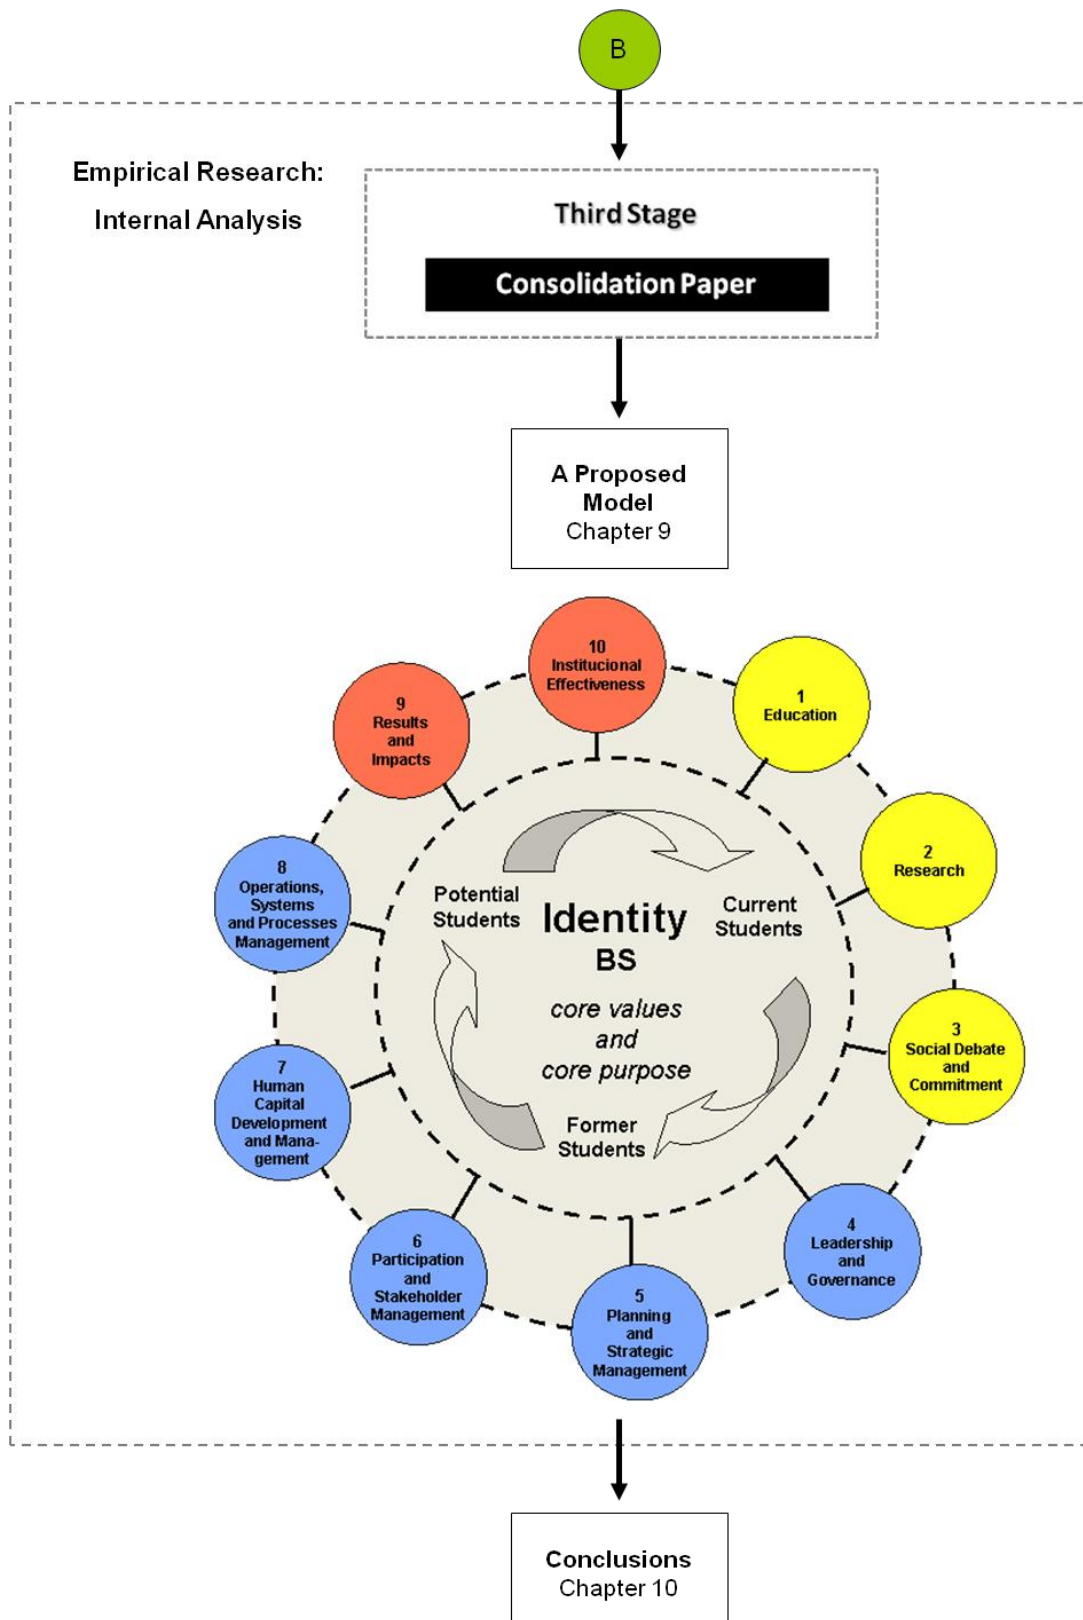 B
Empirical Research:
Internal Analysis
Third Stage
Consolidation Paper
A Proposed
Model
Chapter 9
10
Institucional
Effectiveness
1
Education
9
Results
and
Impacts
2
Research
8
Operations,
Systems
and Processes
Management
Potential
Students
Identity
BS
Current
Students
core values
and
core purpose
3
Social Debate
and
Commitment
7
Human
Capital
Development
and Mana-
gement
Former
Students
4
Leadership
and
Governance
6
Participation
and
Stakeholder
Management
5
Planning
and
Strategic
Management
Conclusions
Chapter 10